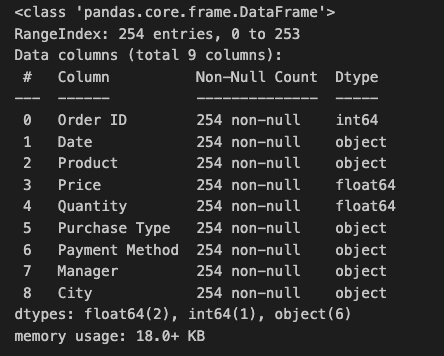 <class 'pandas.core.frame.DataFrame'>
RangeIndex: 254 entries, 0 to 253
Data columns (total 9 columns):
 #   Column          Non-Null Count  Dtype
---  ------          --------------  -----
 0   Order ID        254 non-null    int64
 1   Date            254 non-null    object
 2   Product         254 non-null    object
 3   Price           254 non-null    float64
 4   Quantity        254 non-null    float64
 5   Purchase Type   254 non-null    object
 6   Payment Method  254 non-null    object
 7   Manager         254 non-null    object
 8   City            254 non-null    object
dtypes: float64(2), int64(1), object(6)
memory usage: 18.0+ KB